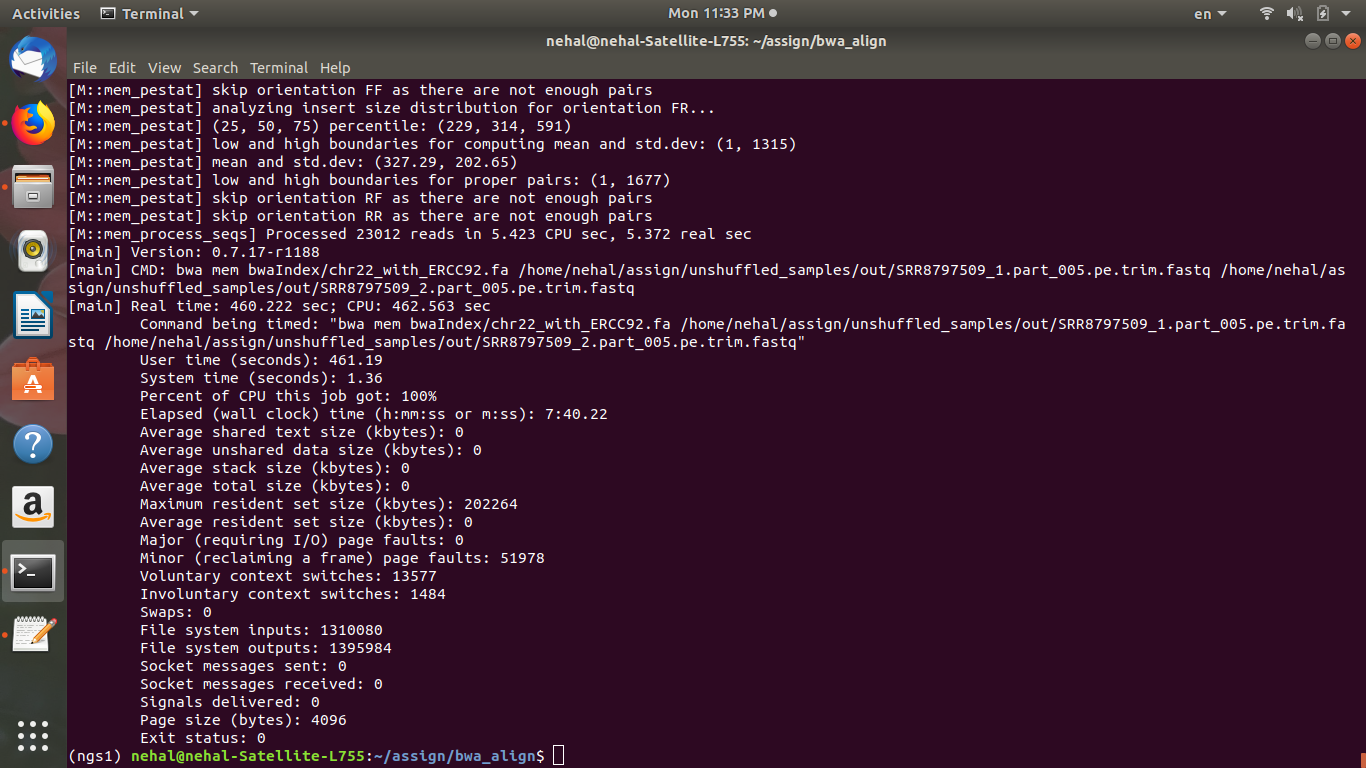 Activities Terminal Mon 11:33 PM en
nehal@nehal-Satellite-L755: ~/assign/bwa_align
File Edit View Search Terminal Help
[M::mem_pestat] skip orientation FF as there are not enough pairs
[M::mem_pestat] analyzing insert size distribution for orientation FR...
[M::mem_pestat] (25, 50, 75) percentile: (229, 314, 591)
[M::mem_pestat] low and high boundaries for computing mean and std.dev: (1, 1315)
[M::mem_pestat] mean and std.dev: (327.29, 202.65)
[M::mem_pestat] low and high boundaries for proper pairs: (1, 1677)
[M::mem_pestat] skip orientation RF as there are not enough pairs
[M::mem_pestat] skip orientation RR as there are not enough pairs
[M::mem_process_seqs] Processed 23012 reads in 5.423 CPU sec, 5.372 real sec
[main] Version: 0.7.17-r1188
[main] CMD: bwa mem bwaIndex/chr22_with_ERCC92.fa /home/nehal/assign/unshuffled_samples/out/SRR8797509_1.part_005.pe.trim.fastq /home/nehal/as
sign/unshuffled_samples/out/SRR8797509_2.part_005.pe.trim.fastq
[main] Real time: 460.222 sec; CPU: 462.563 sec
Command being timed: "bwa mem bwaIndex/chr22_with_ERCC92.fa /home/nehal/assign/unshuffled_samples/out/SRR8797509_1.part_005.pe.trim.fa
stq /home/nehal/assign/unshuffled_samples/out/SRR8797509_2.part_005.pe.trim.fastq"
User time (seconds): 461.19
System time (seconds): 1.36
Percent of CPU this job got: 100%
Elapsed (wall clock) time (h:mm:ss or m:ss): 7:40.22
Average shared text size (kbytes): 0
Average unshared data size (kbytes): 0
Average stack size (kbytes): 0
Average total size (kbytes): 0
Maximum resident set size (kbytes): 202264
Average resident set size (kbytes): 0
Major (requiring I/O) page faults: 0
Minor (reclaiming a frame) page faults: 51978
Voluntary context switches: 13577
Involuntary context switches: 1484
Swaps: 0
File system inputs: 1310080
File system outputs: 1395984
Socket messages sent: 0
Socket messages received: 0
Signals delivered: 0
Page size (bytes): 4096
Exit status: 0
(ngs1) nehal@nehal-Satellite-L755:~/assign/bwa_align$